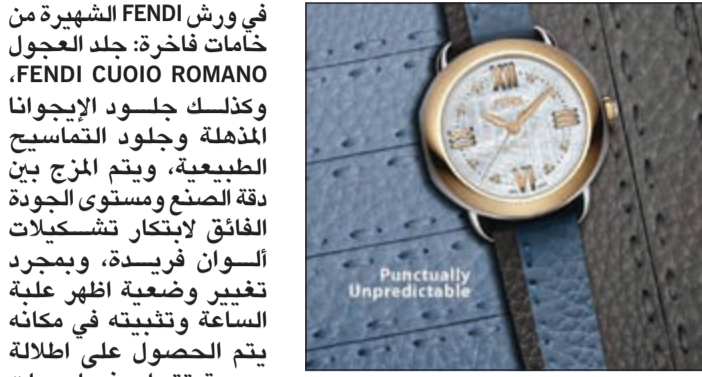 في ورش FENDI الشهيرة من
خامات فاخرة: جلد العجول
FENDI CUOIO ROMANO،
وكذلك جلود الإيجوانا
المذهلة وجلود التماسيح
الطبيعية، ويتم المزج بين
دقة الصنع ومستوى الجودة
الفائق لابتكار تشكيلات
ألوان فريدة، وبمجرد
تغيير وضعية اظهر علبة
الساعة وتثبيته في مكانه
يتم الحصول على اطلالة
FENDI
Punctually
Unpredictable